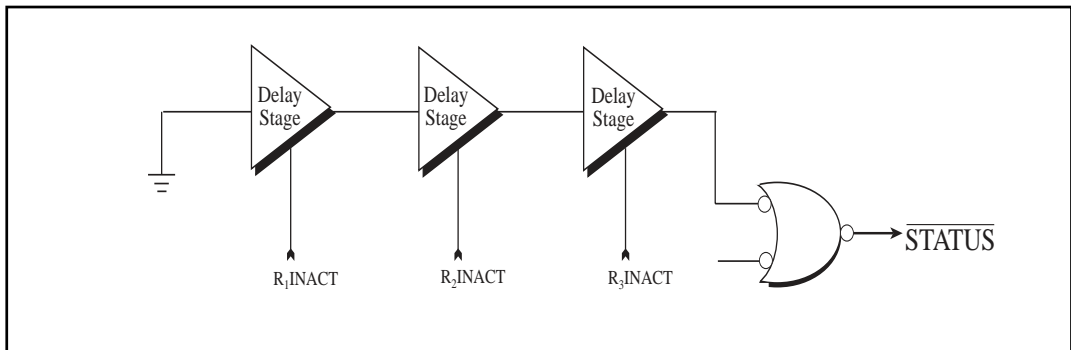 Delay
Stage
Delay
Stage
Delay
Stage
R₁INACT
R₂INACT
R₃INACT
STATUS